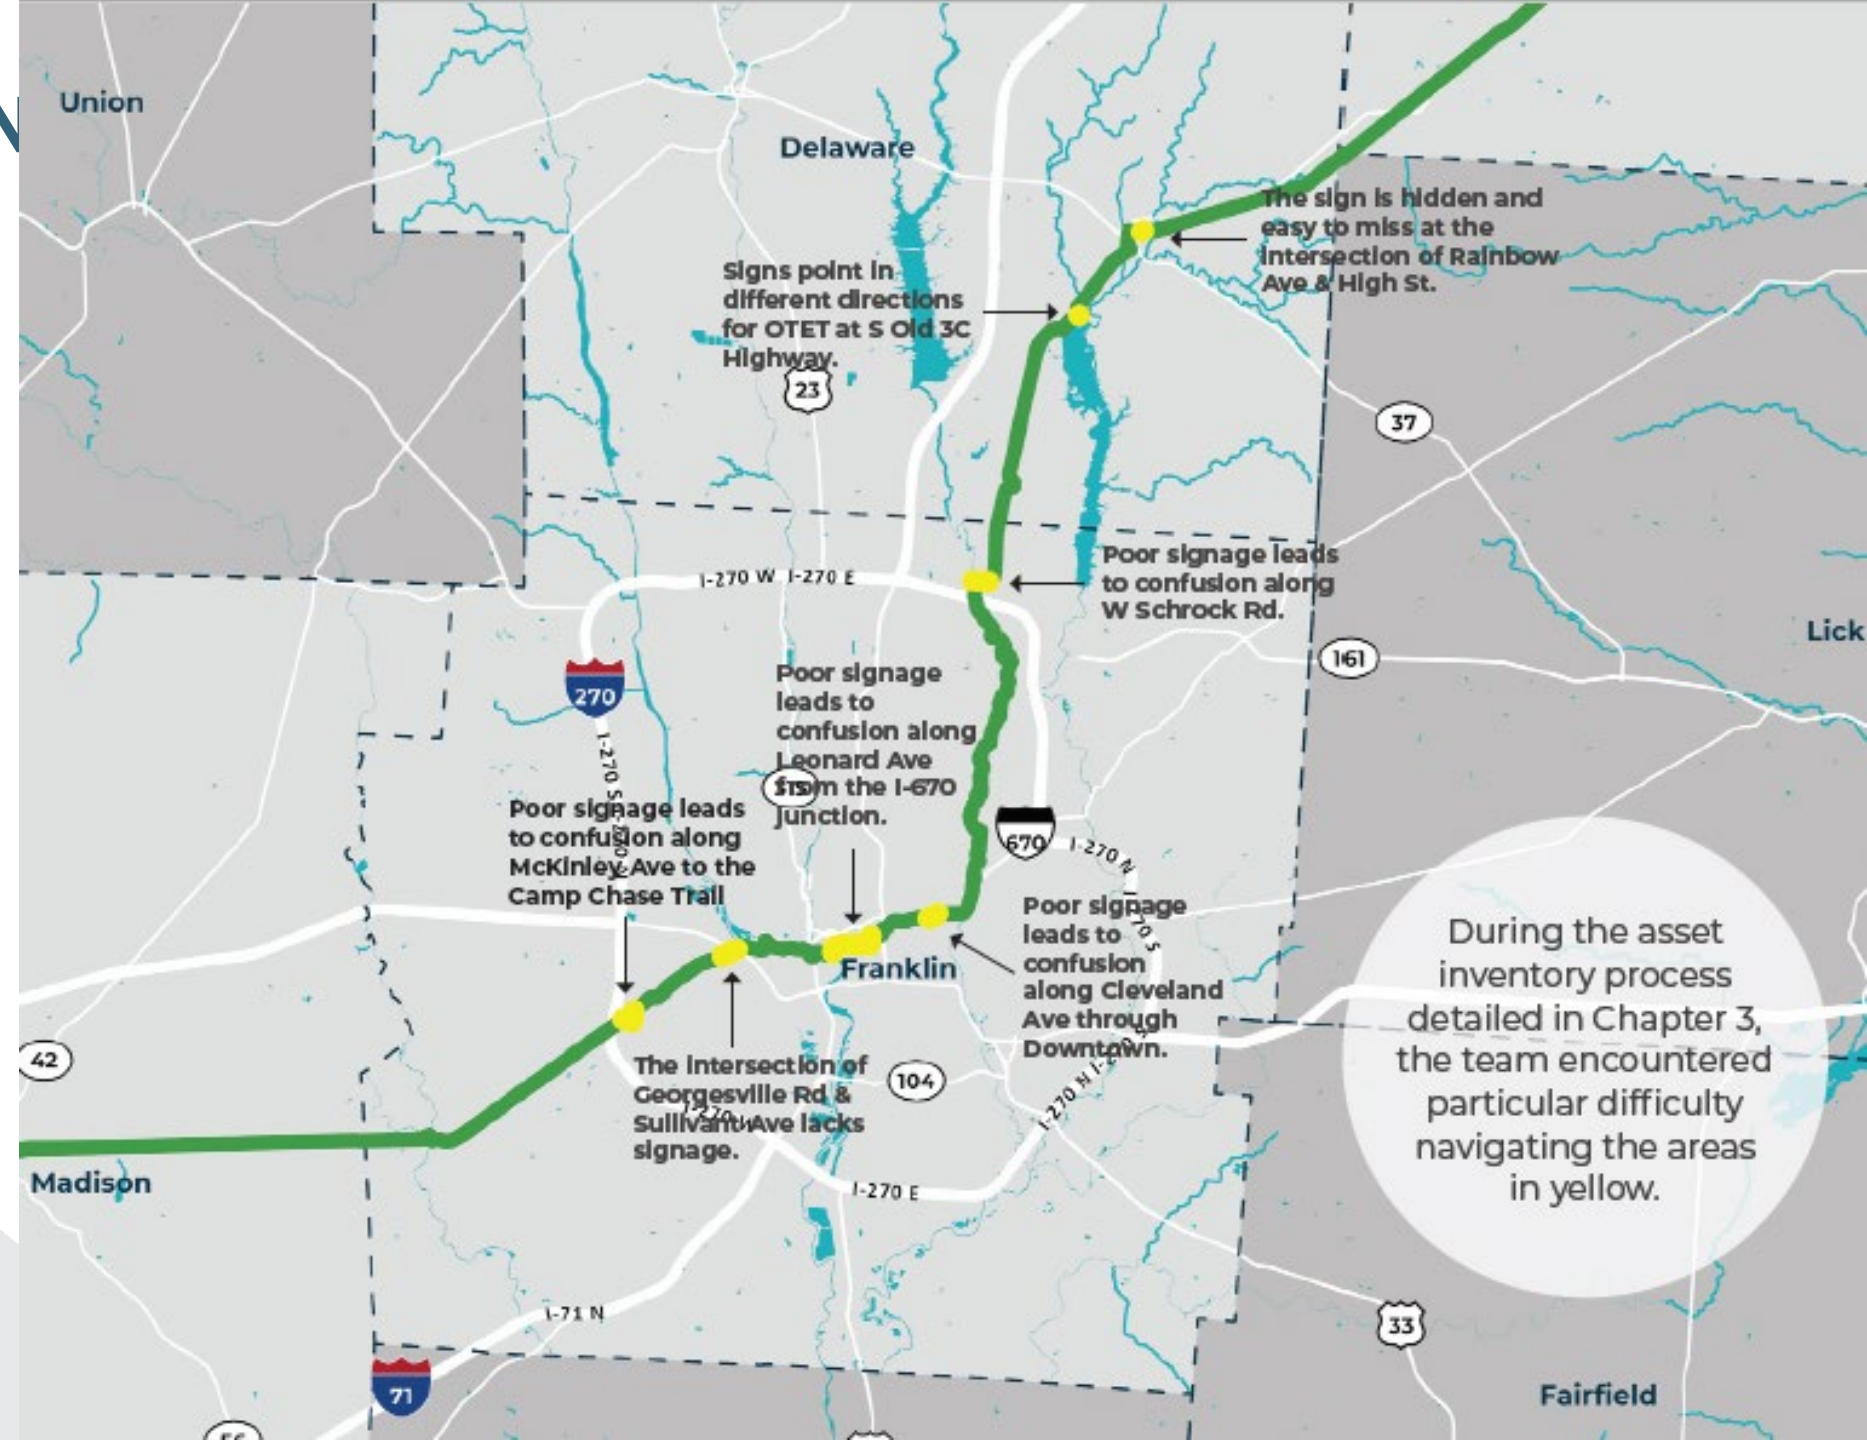 N
Union
Delaware
The sign is hidden and
easy to miss at the
intersection of Rainbow
Ave & High St.
Signs point in
different directions
for OTET at S Old 3C
Highway.
23
37
Poor signage leads
to confusion along
W Schrock Rd.
I-270 W I-270 E
Lick
161
270
Poor signage
leads to
confusion along
Leonard Ave
from the I-670
junction.
315
I-270 S
Poor signage leads
to confusion along
McKinley Ave to the
Camp Chase Trail
670
I-270 N
I-270 S
Poor signage
leads to
confusion
along Cleveland
Ave through
Downtown.
Franklin
During the asset
inventory process
detailed in Chapter 3,
the team encountered
particular difficulty
navigating the areas
in yellow.
42
The intersection of
Georgesville Rd &
Sullivant Ave lacks
signage.
104
I-270 N I-270 S
Madison
I-270 E
I-71 N
33
71
Fairfield